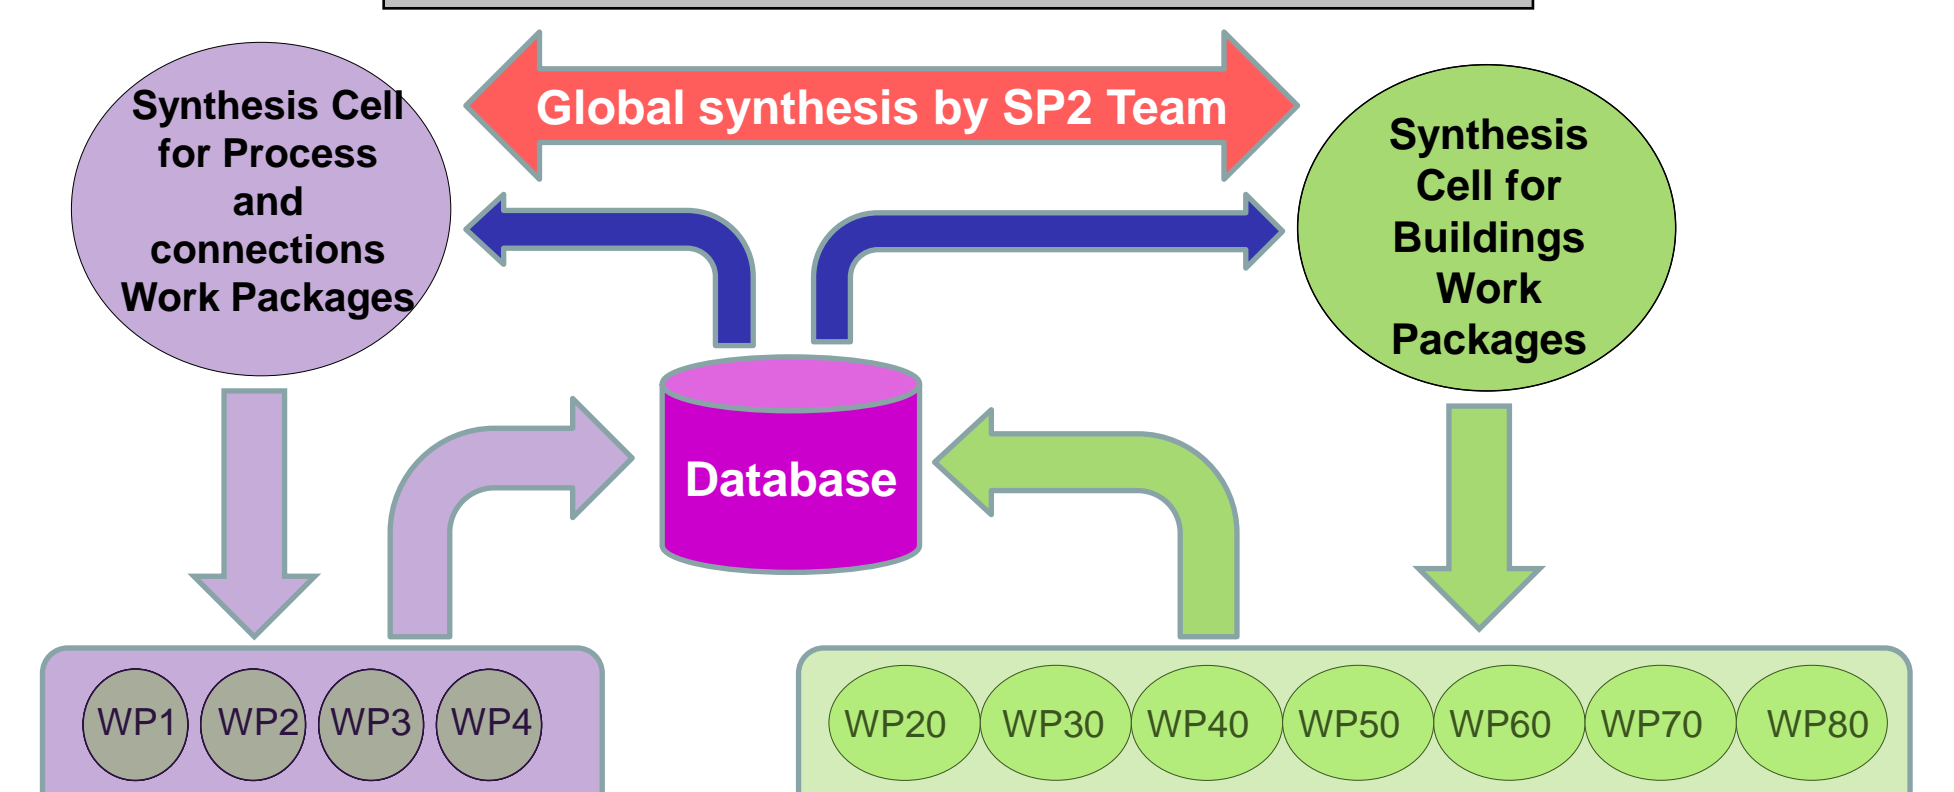 Global synthesis by SP2 Team
Synthesis Cell
for Process
and
connections
Work Packages
Synthesis
Cell for
Buildings
Work
Packages
Database
WP1 WP2 WP3 WP4
WP20 WP30 WP40 WP50 WP60 WP70 WP80